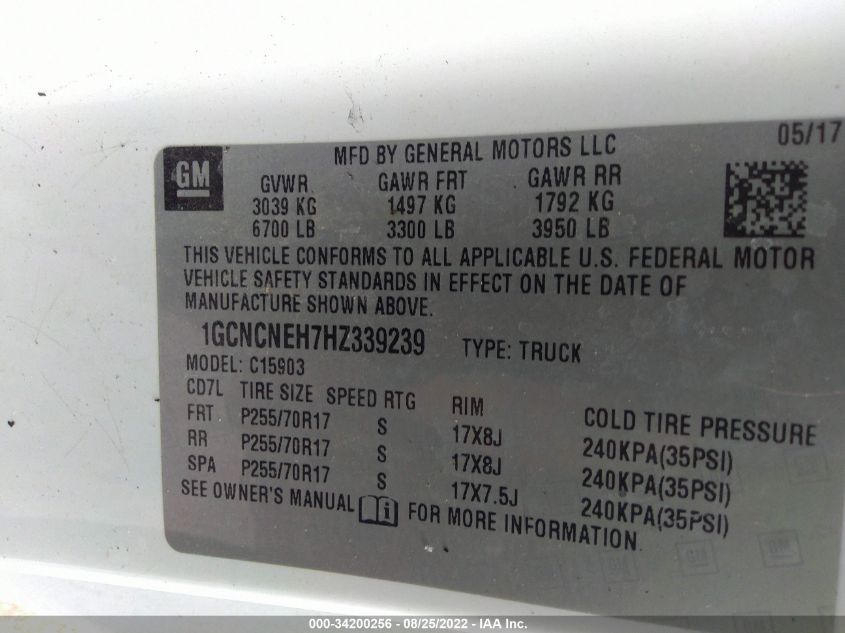 05/17
GM
MFD BY GENERAL MOTORS LLC
GVWR GAWR FRT GAWR RR
3039 KG 1497 KG 1792 KG
6700 LB 3300 LB 3950 LB
THIS VEHICLE CONFORMS TO ALL APPLICABLE U.S. FEDERAL MOTOR
VEHICLE SAFETY STANDARDS IN EFFECT ON THE DATE OF
MANUFACTURE SHOWN ABOVE.
1GCNCNEH7HZ339239 TYPE: TRUCK
MODEL: C15903
CD7L TIRE SIZE SPEED RTG RIM COLD TIRE PRESSURE
FRT P255/70R17 S 17X8J 240KPA(35PSI)
RR P255/70R17 S 17X8J 240KPA(35PSI)
SPA P255/70R17 S 17X7.5J 240KPA(35PSI)
SEE OWNER'S MANUAL i FOR MORE INFORMATION.
GM GM GM
000-34200256 - 08/25/2022 - IAA Inc.